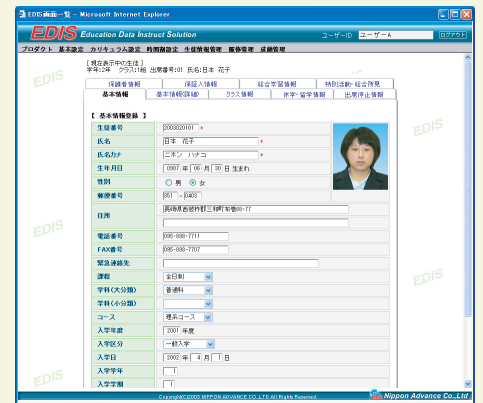 EDIS画面一覧 - Microsoft Internet Explorer
EDIS Education Data Instruct Solution ユーザーID ユーザーA ログアウト
プロダクト 基本設定 カリキュラム設定 時間割設定 生徒情報管理 履修管理 成績管理
[ 現在表示中の生徒 ]
学年:2年 クラス:1組 出席番号:01 氏名:日本 花子
保護者情報 保証人情報 総合学習情報 特別活動・総合所見
基本情報 基本情報(詳細) クラス情報 休学・留学情報 出席停止情報
【 基本情報登録 】
生徒番号 2003020101 *
氏名 日本 花子 *
氏名カナ ニホン ハナコ *
生年月日 0987 年 06 月 30 日 生まれ
性別 男 女
郵便番号 851 - 0403
住所 長崎県西彼杵郡三和町布巻88-77
電話番号 095-898-7711
FAX番号 095-898-7707
緊急連絡先
課程 全日制
学科(大分類) 普通科
学科(小分類)
コース 理系コース
入学年度 2001 年度
入学区分 一般入学
入学日 2002 年 4 月 1 日
入学学年 1
入学学期 1
Copyright(C)2003 NIPPON ADVANCE CO.,LTD All Rights Reserved.
Nippon Advance Co.,Ltd
EDIS
EDIS
EDIS
EDIS
EDIS